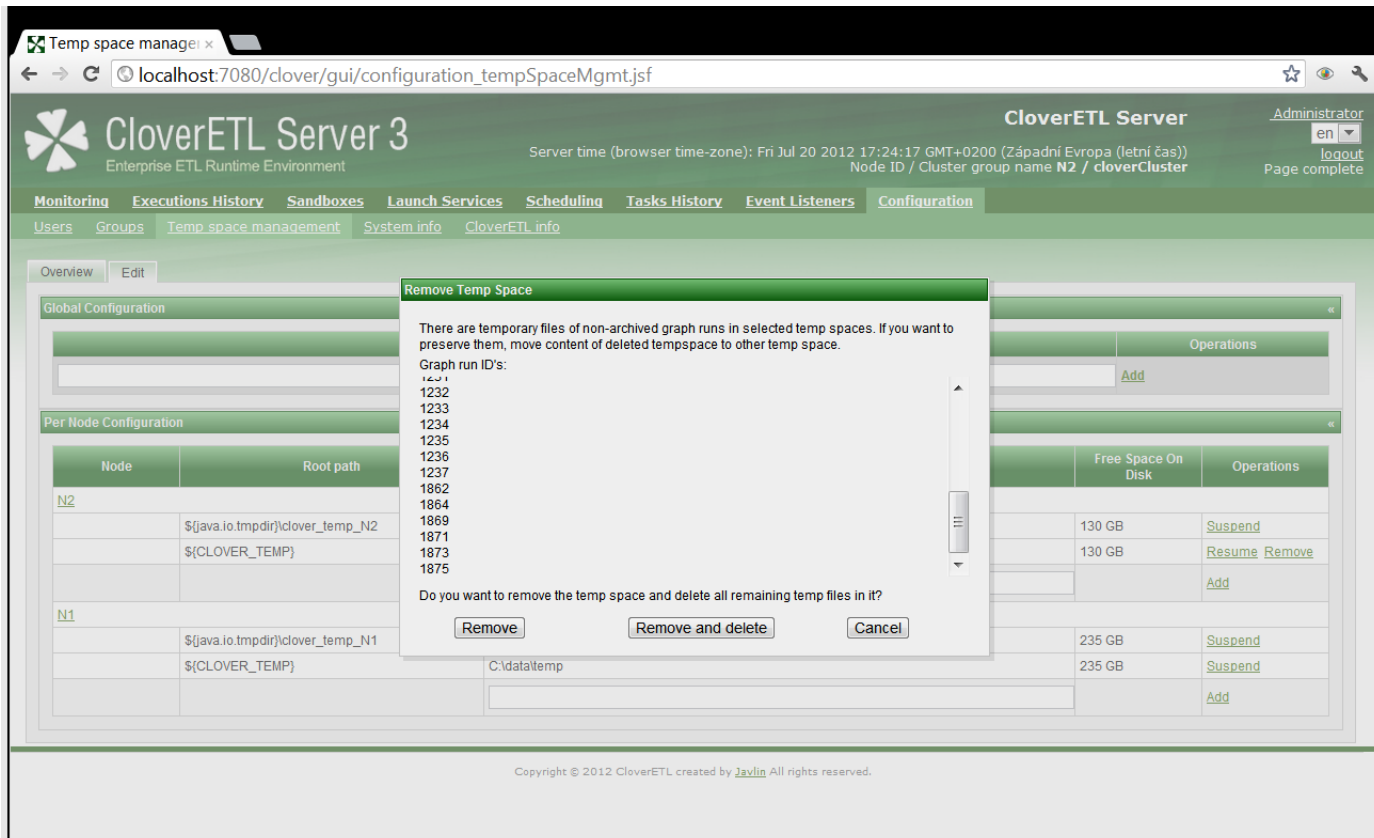 Temp space manager
localhost:7080/clover/gui/configuration_tempSpaceMgmt.jsf
CloverETL Server 3
Enterprise ETL Runtime Environment
CloverETL Server
Server time (browser time-zone): Fri Jul 20 2012 17:24:17 GMT+0200 (Západní Evropa (letní čas))
Node ID / Cluster group name N2 / cloverCluster
Administrator
en
logout
Page complete
Monitoring Executions History Sandboxes Launch Services Scheduling Tasks History Event Listeners Configuration
Users Groups Temp space management System info CloverETL info
Overview Edit
Global Configuration «
Operations
Add
Per Node Configuration «
Node Root path Free Space On Disk Operations
N2
${java.io.tmpdir}\clover_temp_N2 130 GB Suspend
${CLOVER_TEMP} 130 GB Resume Remove
Add
N1
${java.io.tmpdir}\clover_temp_N1 235 GB Suspend
${CLOVER_TEMP} C:\data\temp 235 GB Suspend
Add
Remove Temp Space
There are temporary files of non-archived graph runs in selected temp spaces. If you want to
preserve them, move content of deleted tempspace to other temp space.
Graph run ID's:
1231
1232
1233
1234
1235
1236
1237
1862
1864
1869
1871
1873
1875
Do you want to remove the temp space and delete all remaining temp files in it?
Remove Remove and delete Cancel
Copyright © 2012 CloverETL created by Javlin All rights reserved.